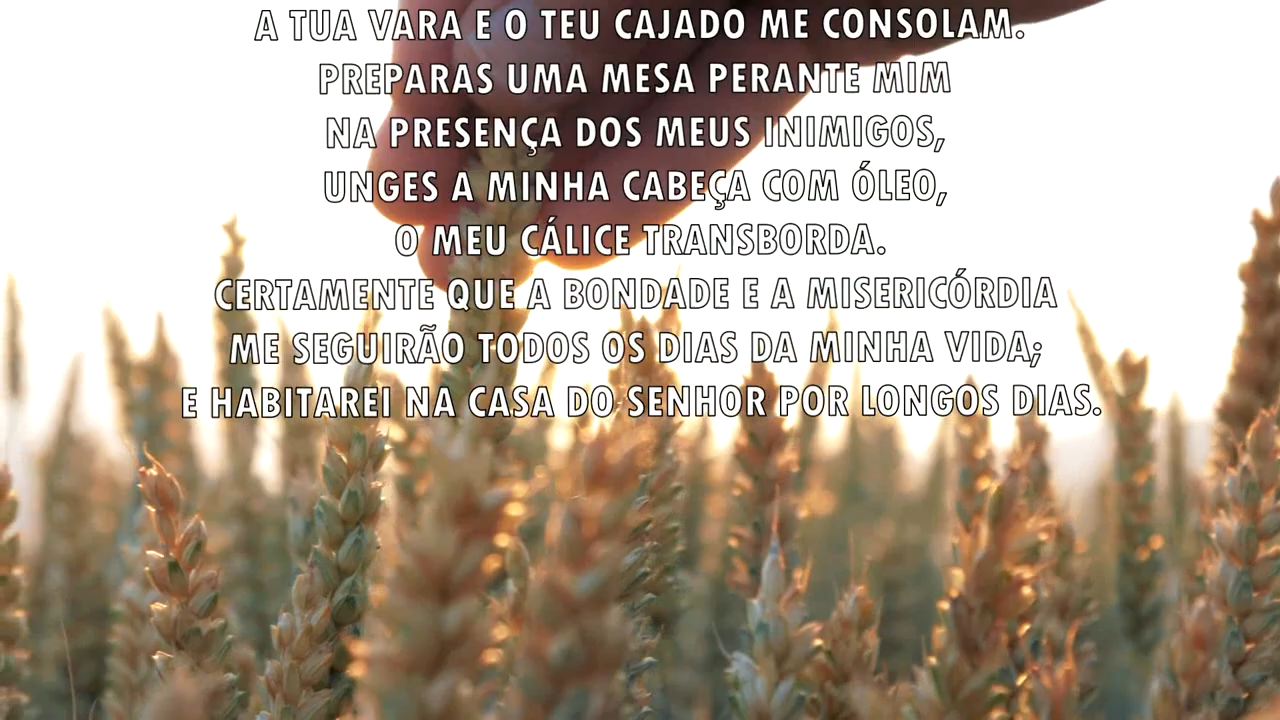 A TUA VARA E O TEU CAJADO ME CONSOLAM.
PREPARAS UMA MESA PERANTE MIM
NA PRESENÇA DOS MEUS INIMIGOS,
UNGES A MINHA CABEÇA COM ÓLEO,
O MEU CÁLICE TRANSBORDA.
CERTAMENTE QUE A BONDADE E A MISERICÓRDIA
ME SEGUIRÃO TODOS OS DIAS DA MINHA VIDA;
E HABITAREI NA CASA DO SENHOR POR LONGOS DIAS.